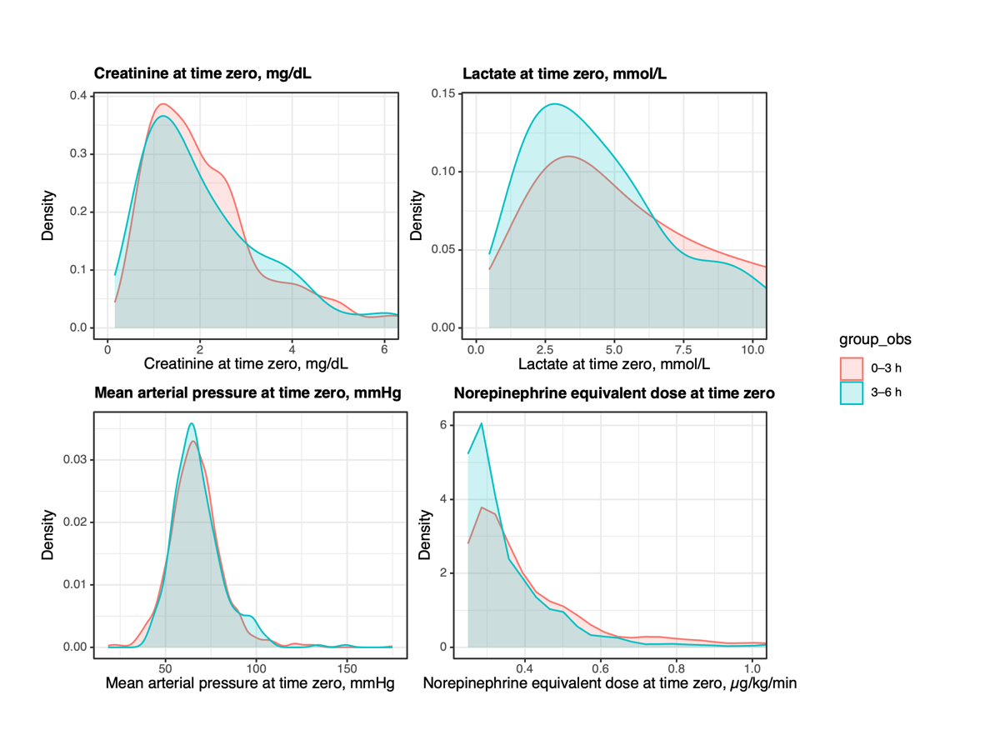 Creatinine at time zero, mg/dL
Density
0.4
0.3
0.2
0.1
0.0
0 2 4 6
Creatinine at time zero, mg/dL
Lactate at time zero, mmol/L
Density
0.15
0.10
0.05
0.00
0.0 2.5 5.0 7.5 10.0
Lactate at time zero, mmol/L
Mean arterial pressure at time zero, mmHg
Density
0.03
0.02
0.01
0.00
50 100 150
Mean arterial pressure at time zero, mmHg
Norepinephrine equivalent dose at time zero
Density
6
4
2
0
0.4 0.6 0.8 1.0
Norepinephrine equivalent dose at time zero, µg/kg/min
group_obs
0–3 h
3–6 h